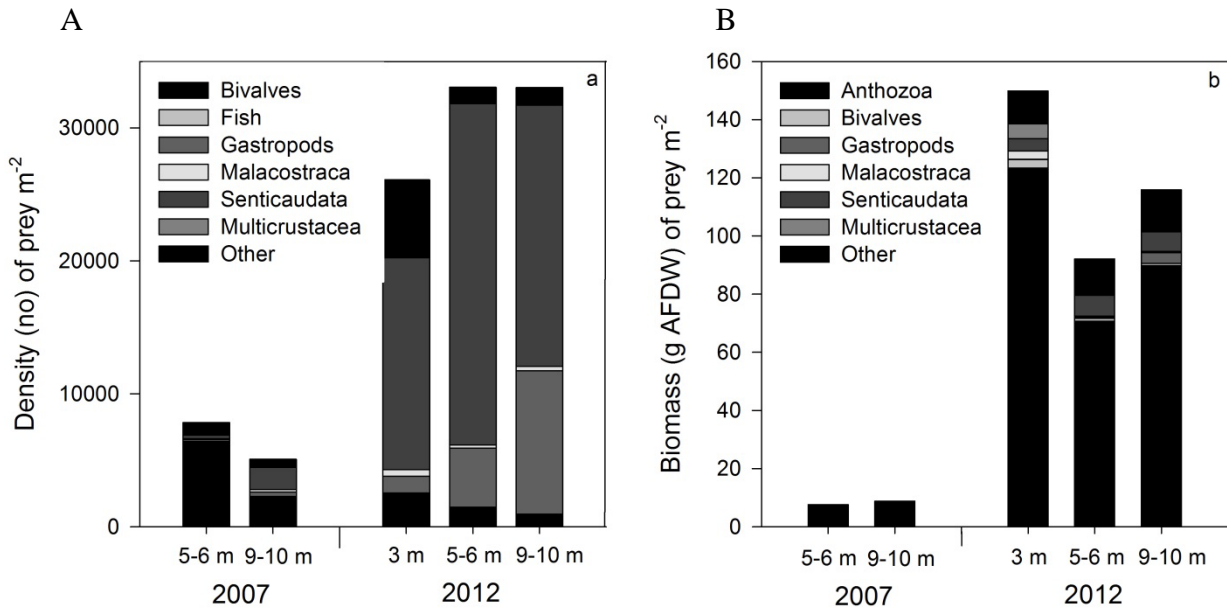 A
a
Density (no) of prey m⁻²
30000
20000
10000
0
Bivalves
Fish
Gastropods
Malacostraca
Senticaudata
Multicrustacea
Other
5-6 m 9-10 m 3 m 5-6 m 9-10 m
2007 2012
B
b
Biomass (g AFDW) of prey m⁻²
160
140
120
100
80
60
40
20
0
Anthozoa
Bivalves
Gastropods
Malacostraca
Senticaudata
Multicrustacea
Other
5-6 m 9-10 m 3 m 5-6 m 9-10 m
2007 2012